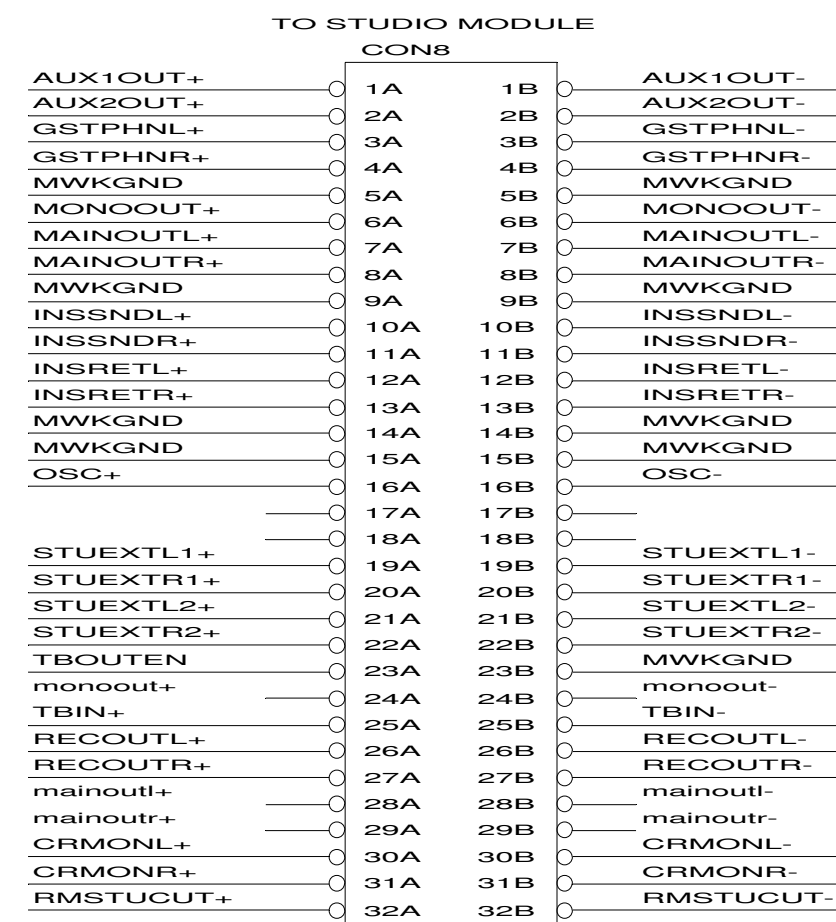 TO STUDIO MODULE
CON8
AUX1OUT+ 1A 1B AUX1OUT-
AUX2OUT+ 2A 2B AUX2OUT-
GSTPHNL+ 3A 3B GSTPHNL-
GSTPHNR+ 4A 4B GSTPHNR-
MWKGND 5A 5B MWKGND
MONOOUT+ 6A 6B MONOOUT-
MAINOUTL+ 7A 7B MAINOUTL-
MAINOUTR+ 8A 8B MAINOUTR-
MWKGND 9A 9B MWKGND
INSSNDL+ 10A 10B INSSNDL-
INSSNDR+ 11A 11B INSSNDR-
INSRETL+ 12A 12B INSRETL-
INSRETR+ 13A 13B INSRETR-
MWKGND 14A 14B MWKGND
MWKGND 15A 15B MWKGND
OSC+ 16A 16B OSC-
17A 17B
18A 18B
STUEXTL1+ 19A 19B STUEXTL1-
STUEXTR1+ 20A 20B STUEXTR1-
STUEXTL2+ 21A 21B STUEXTL2-
STUEXTR2+ 22A 22B STUEXTR2-
TBOUTEN 23A 23B MWKGND
monoout+ 24A 24B monoout-
TBIN+ 25A 25B TBIN-
RECOUTL+ 26A 26B RECOUTL-
RECOUTR+ 27A 27B RECOUTR-
mainoutl+ 28A 28B mainoutl-
mainoutr+ 29A 29B mainoutr-
CRMONL+ 30A 30B CRMONL-
CRMONR+ 31A 31B CRMONR-
RMSTUCUT+ 32A 32B RMSTUCUT-